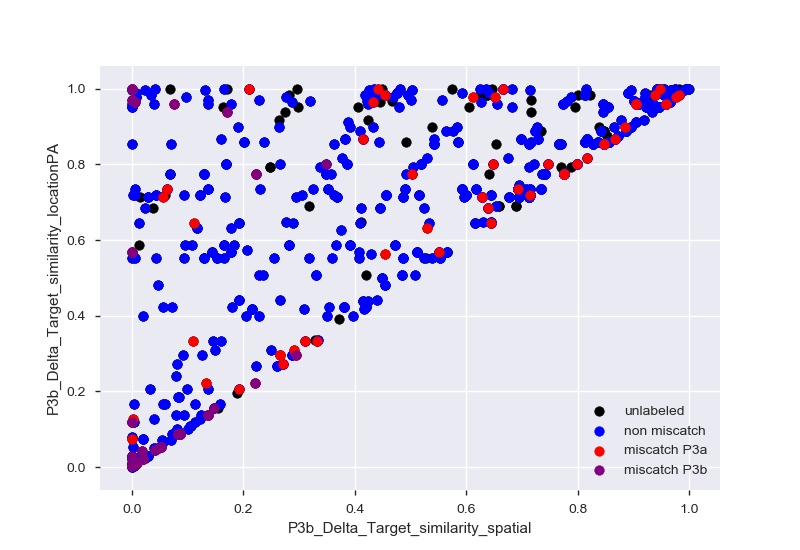 1.0
0.8
0.6
0.4
0.2
0.0
P3b_Delta_Target_similarity_locationPA
unlabeled
non miscatch
miscatch P3a
miscatch P3b
0.0 0.2 0.4 0.6 0.8 1.0
P3b_Delta_Target_similarity_spatial